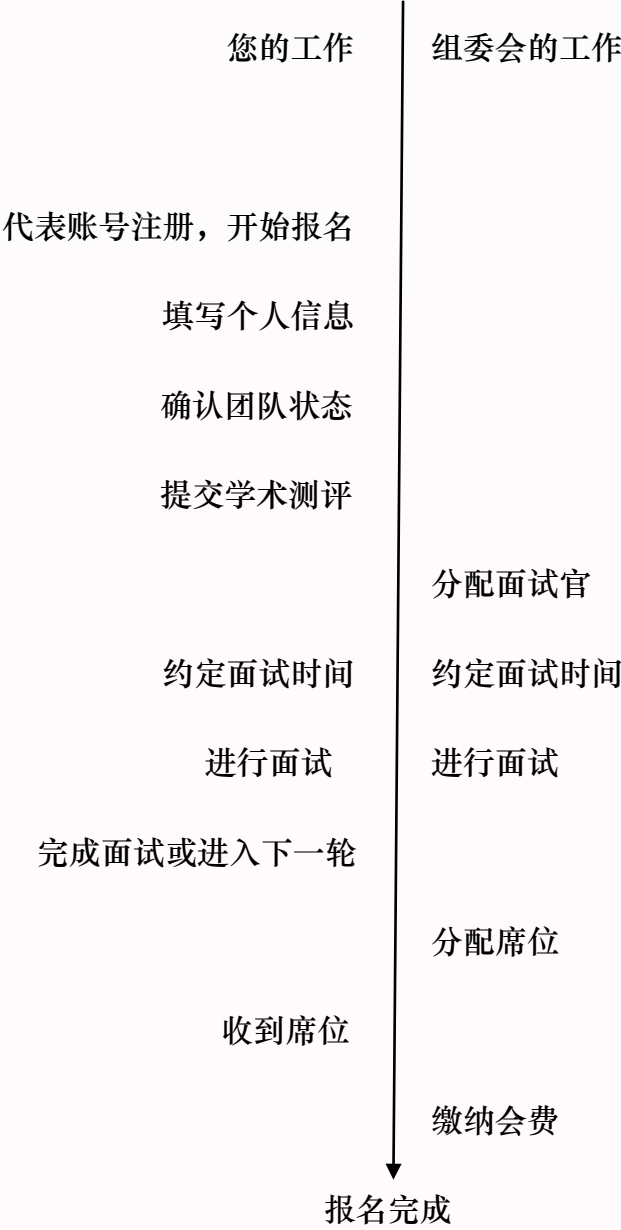 您的工作 组委会的工作
代表账号注册，开始报名
填写个人信息
确认团队状态
提交学术测评
分配面试官
约定面试时间 约定面试时间
进行面试 进行面试
完成面试或进入下一轮
分配席位
收到席位
缴纳会费
报名完成